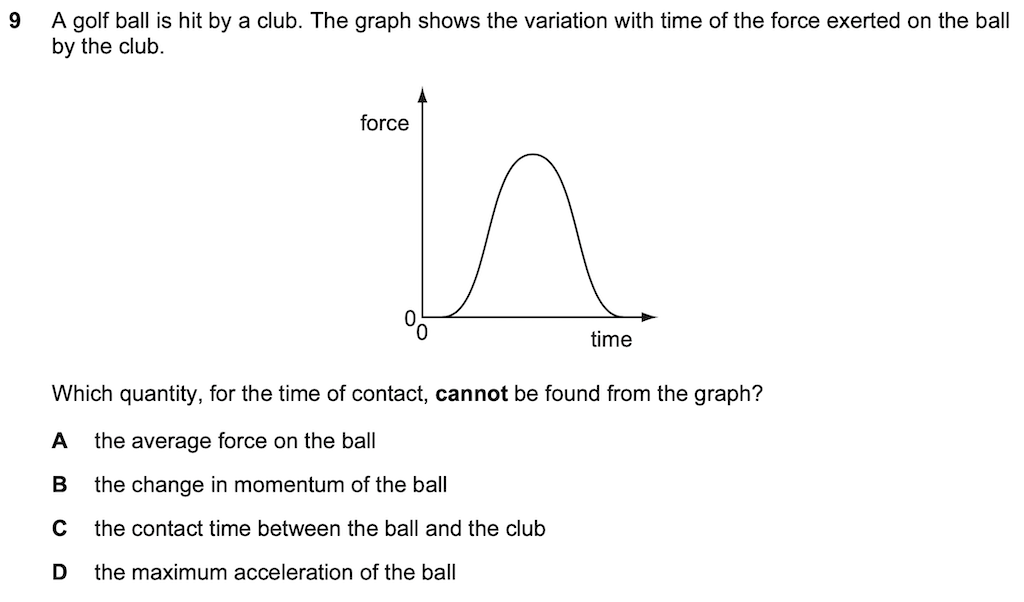 9 A golf ball is hit by a club. The graph shows the variation with time of the force exerted on the ball
by the club.
force
0
0
time
Which quantity, for the time of contact, cannot be found from the graph?
A the average force on the ball
B the change in momentum of the ball
C the contact time between the ball and the club
D the maximum acceleration of the ball